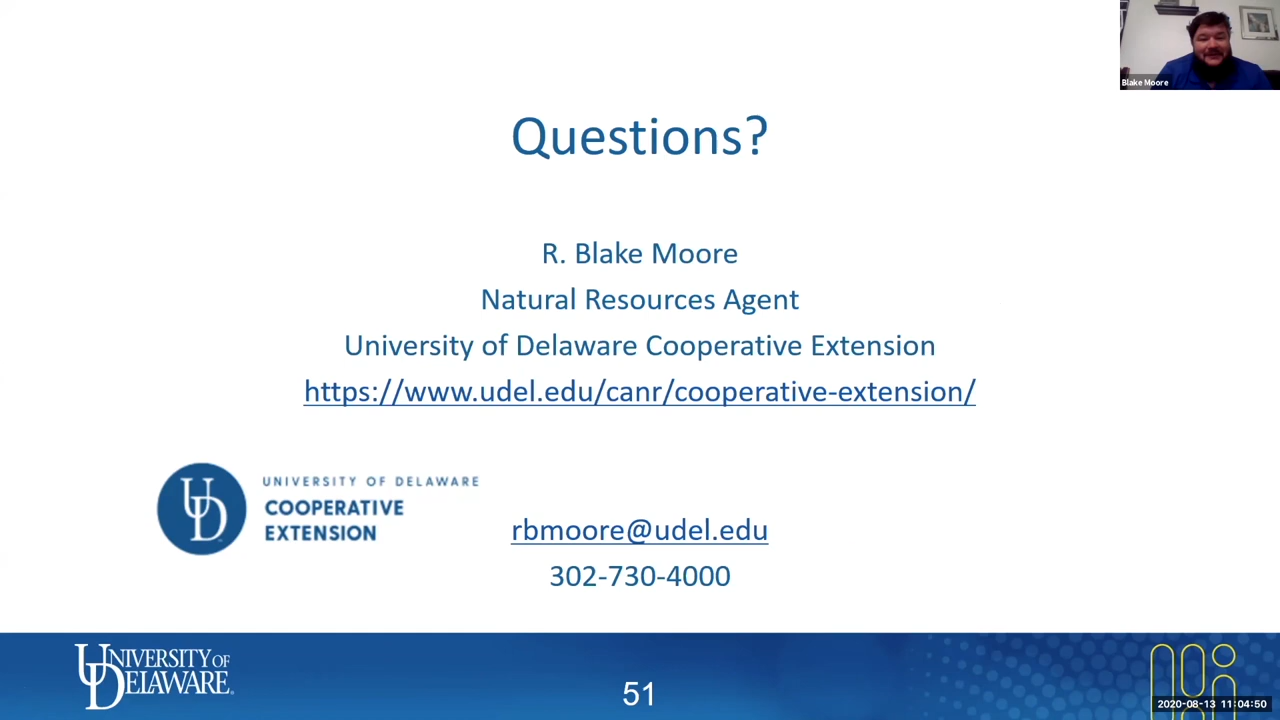 Blake Moore
Questions?
R. Blake Moore
Natural Resources Agent
University of Delaware Cooperative Extension
https://www.udel.edu/canr/cooperative-extension/
UD
UNIVERSITY OF DELAWARE
COOPERATIVE
EXTENSION
rbmoore@udel.edu
302-730-4000
UNIVERSITY OF
DELAWARE
51
2020-08-13 11:04:50